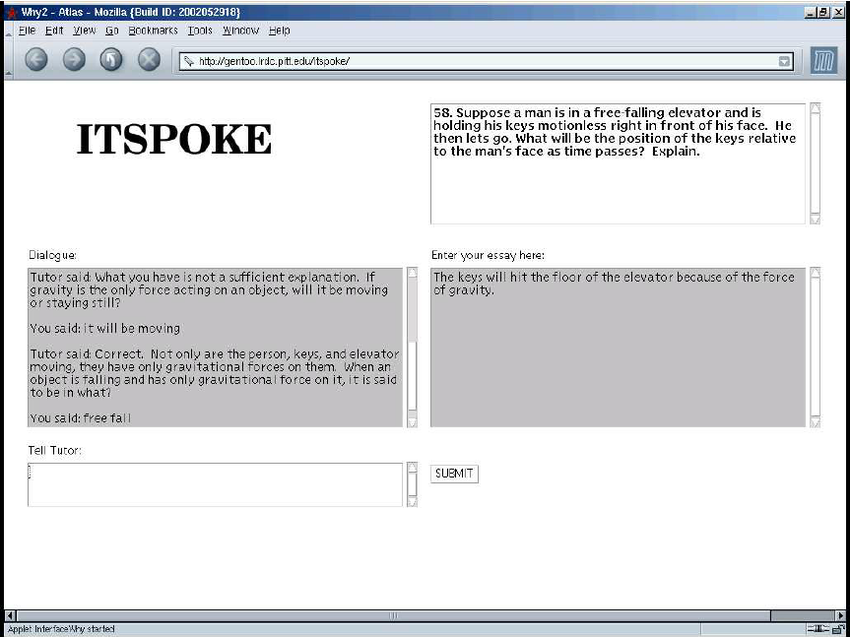 Why2 - Atlas - Mozilla {Build ID: 2002052918}
File Edit View Go Bookmarks Tools Window Help
http://gentoo.lrdc.pitt.edu/itspoke/
ITSPOKE
58. Suppose a man is in a free-falling elevator and is
holding his keys motionless right in front of his face. He
then lets go. What will be the position of the keys relative
to the man's face as time passes? Explain.
Dialogue:
Tutor said: What you have is not a sufficient explanation. If
gravity is the only force acting on an object, will it be moving
or staying still?
You said: it will be moving
Tutor said: Correct. Not only are the person, keys, and elevator
moving, they have only gravitational forces on them. When an
object is falling and has only gravitational force on it, it is said
to be in what?
You said: free fall
Enter your essay here:
The keys will hit the floor of the elevator because of the force
of gravity.
Tell Tutor:
SUBMIT
Applet InterfaceWhy started